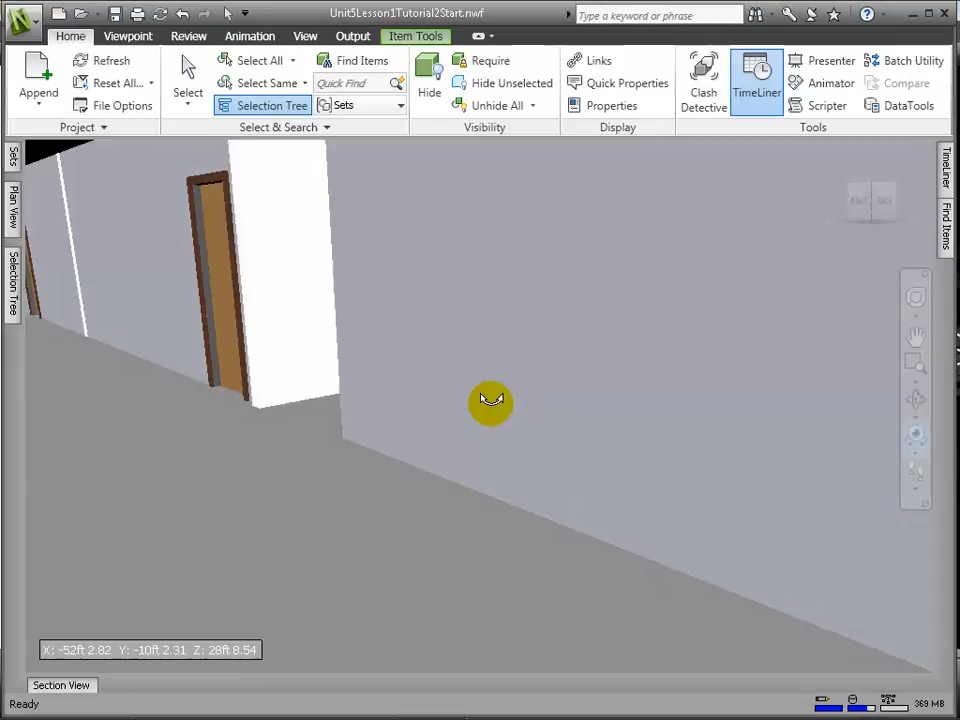 Unit5Lesson1Tutorial2Start.nwf
Type a keyword or phrase
Home Viewpoint Review Animation View Output Item Tools
Append
Refresh
Reset All...
File Options
Project
Select
Select All
Select Same
Selection Tree
Find Items
Quick Find
Sets
Select & Search
Hide
Require
Hide Unselected
Unhide All
Visibility
Links
Quick Properties
Properties
Display
Clash
Detective
TimeLiner
Presenter
Animator
Scripter
Batch Utility
Compare
DataTools
Tools
Sets
Plan View
Selection Tree
TimeLiner
Find Items
RIGHT BACK
X: -52ft 2.82 Y: -10ft 2.31 Z: 28ft 8.54
Section View
Ready
369 MB